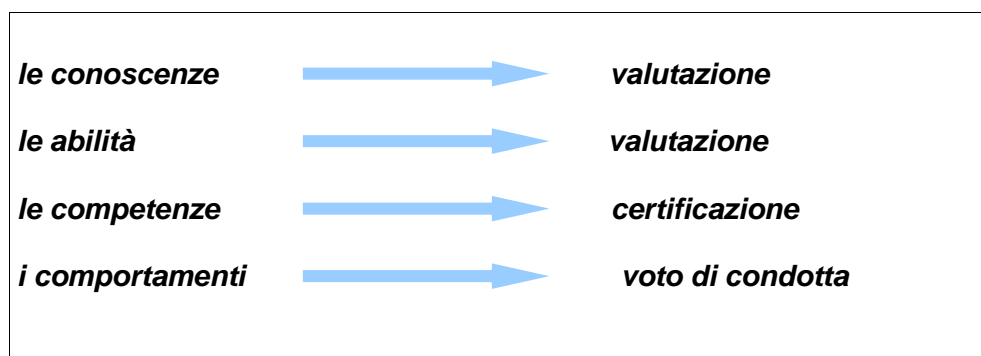 le conoscenze valutazione
le abilità valutazione
le competenze certificazione
i comportamenti voto di condotta